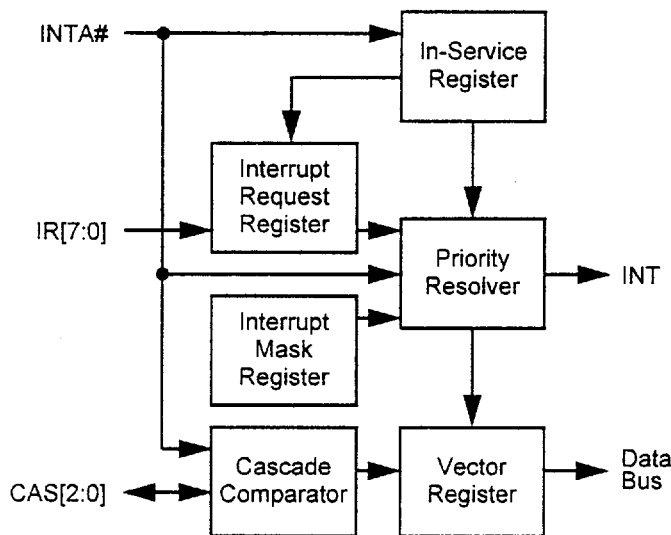 INTA#
In-Service
Register
Interrupt
Request
Register
IR[7:0]
Priority
Resolver
INT
Interrupt
Mask
Register
Cascade
Comparator
CAS[2:0]
Vector
Register
Data
Bus